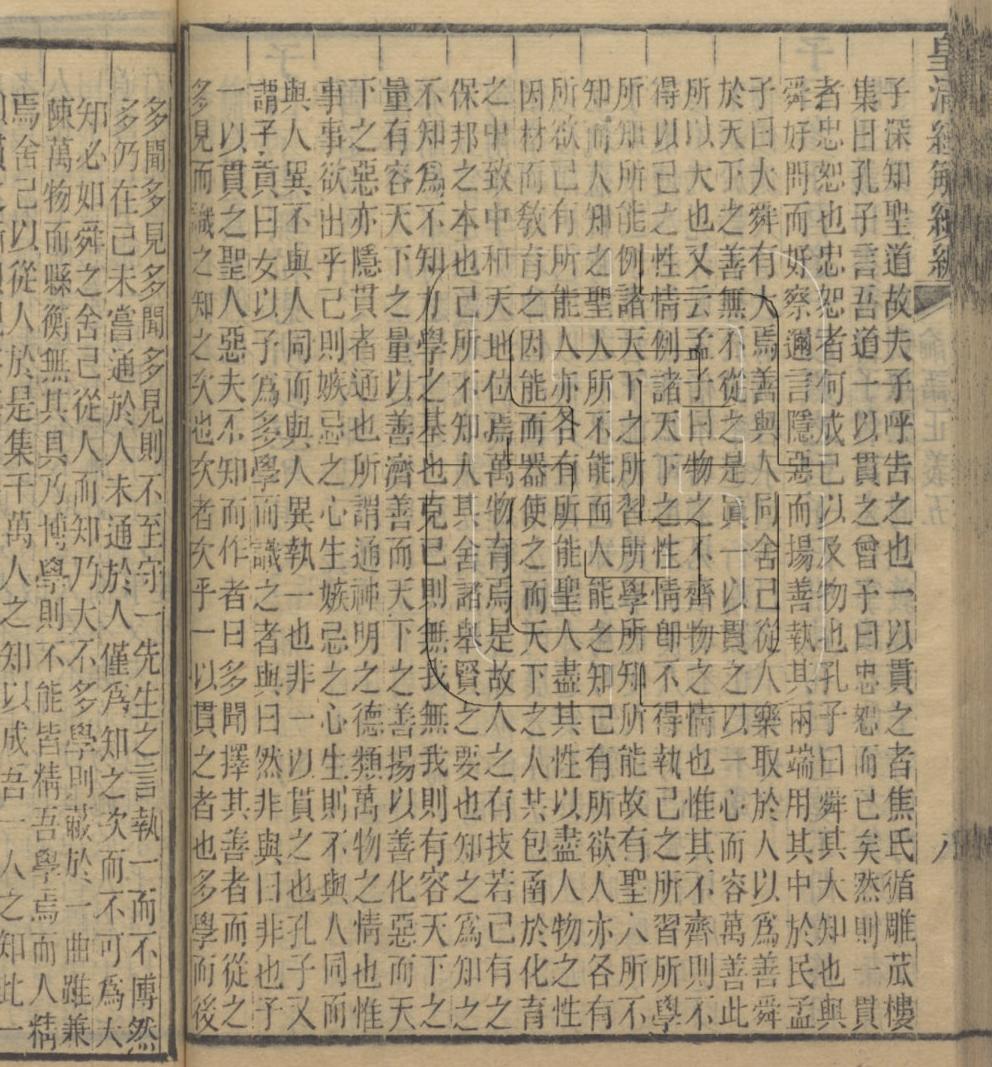 皇清經解續編
論語正義五
八
子深知聖道故夫子呼告之也一以貫之者焦氏循雕菰樓
集曰孔子言吾道一以貫之曾子曰忠恕而已矣然則一貫
者忠恕也忠恕者何成己以及物也孔子曰舜其大知也與
舜好問而好察邇言隱惡而揚善執其兩端用其中於民孟
子曰大舜有大焉善與人同舍己從人樂取於人以爲善舜
於天下之善無不從之是真一以貫之以一心而容萬善此
所以大也又云孟子曰物之不齊物之情也惟其不齊則不
得以己之性情例諸天下之性情卽不得執己之所習所學
所知所能例諸天下之所習所學所知所能故有聖人所不
知而人知之聖人所不能而人能之知己有所欲人亦各有
所欲己有所能人亦各有所能聖人盡其性以盡人物之性
因材而敎育之因能而器使之而天下之人其包函於化育
之中致中和天地位焉萬物育焉是故人之有技若己有之
保邦之本也己所不知人其舍諸舉賢之要也知之爲知之
不知爲不知力學之基也克己則無我無我則有容天下之
量有容天下之量以善濟善而天下之善揚以善化惡而天
下之惡亦隱貫者通也所謂通神明之德類萬物之情也惟
事事欲出乎己則嫉忌之心生嫉忌之心生則不與人同而
與人異不與人同而與人異執一也非一以貫之也孔子又
謂子貢曰女以子爲多學而識之者與曰然非與曰非也子
一以貫之聖人惡夫不知而作者曰多聞擇其善者而從之
多見而識之知之次也次者次乎一以貫之者也多學而後
多聞多見多聞多見則不至守一先生之言執一而不博然
多仍在己未嘗通於人未通於人僅爲知之次而不可爲大
知必如舜之舍己從人而知乃大不多學則蔽於一曲雖兼
陳萬物而縣衡無其具乃博學則不能皆精吾學焉而人精
焉舍己以從人於是集千萬人之知以成吾一人之知此一